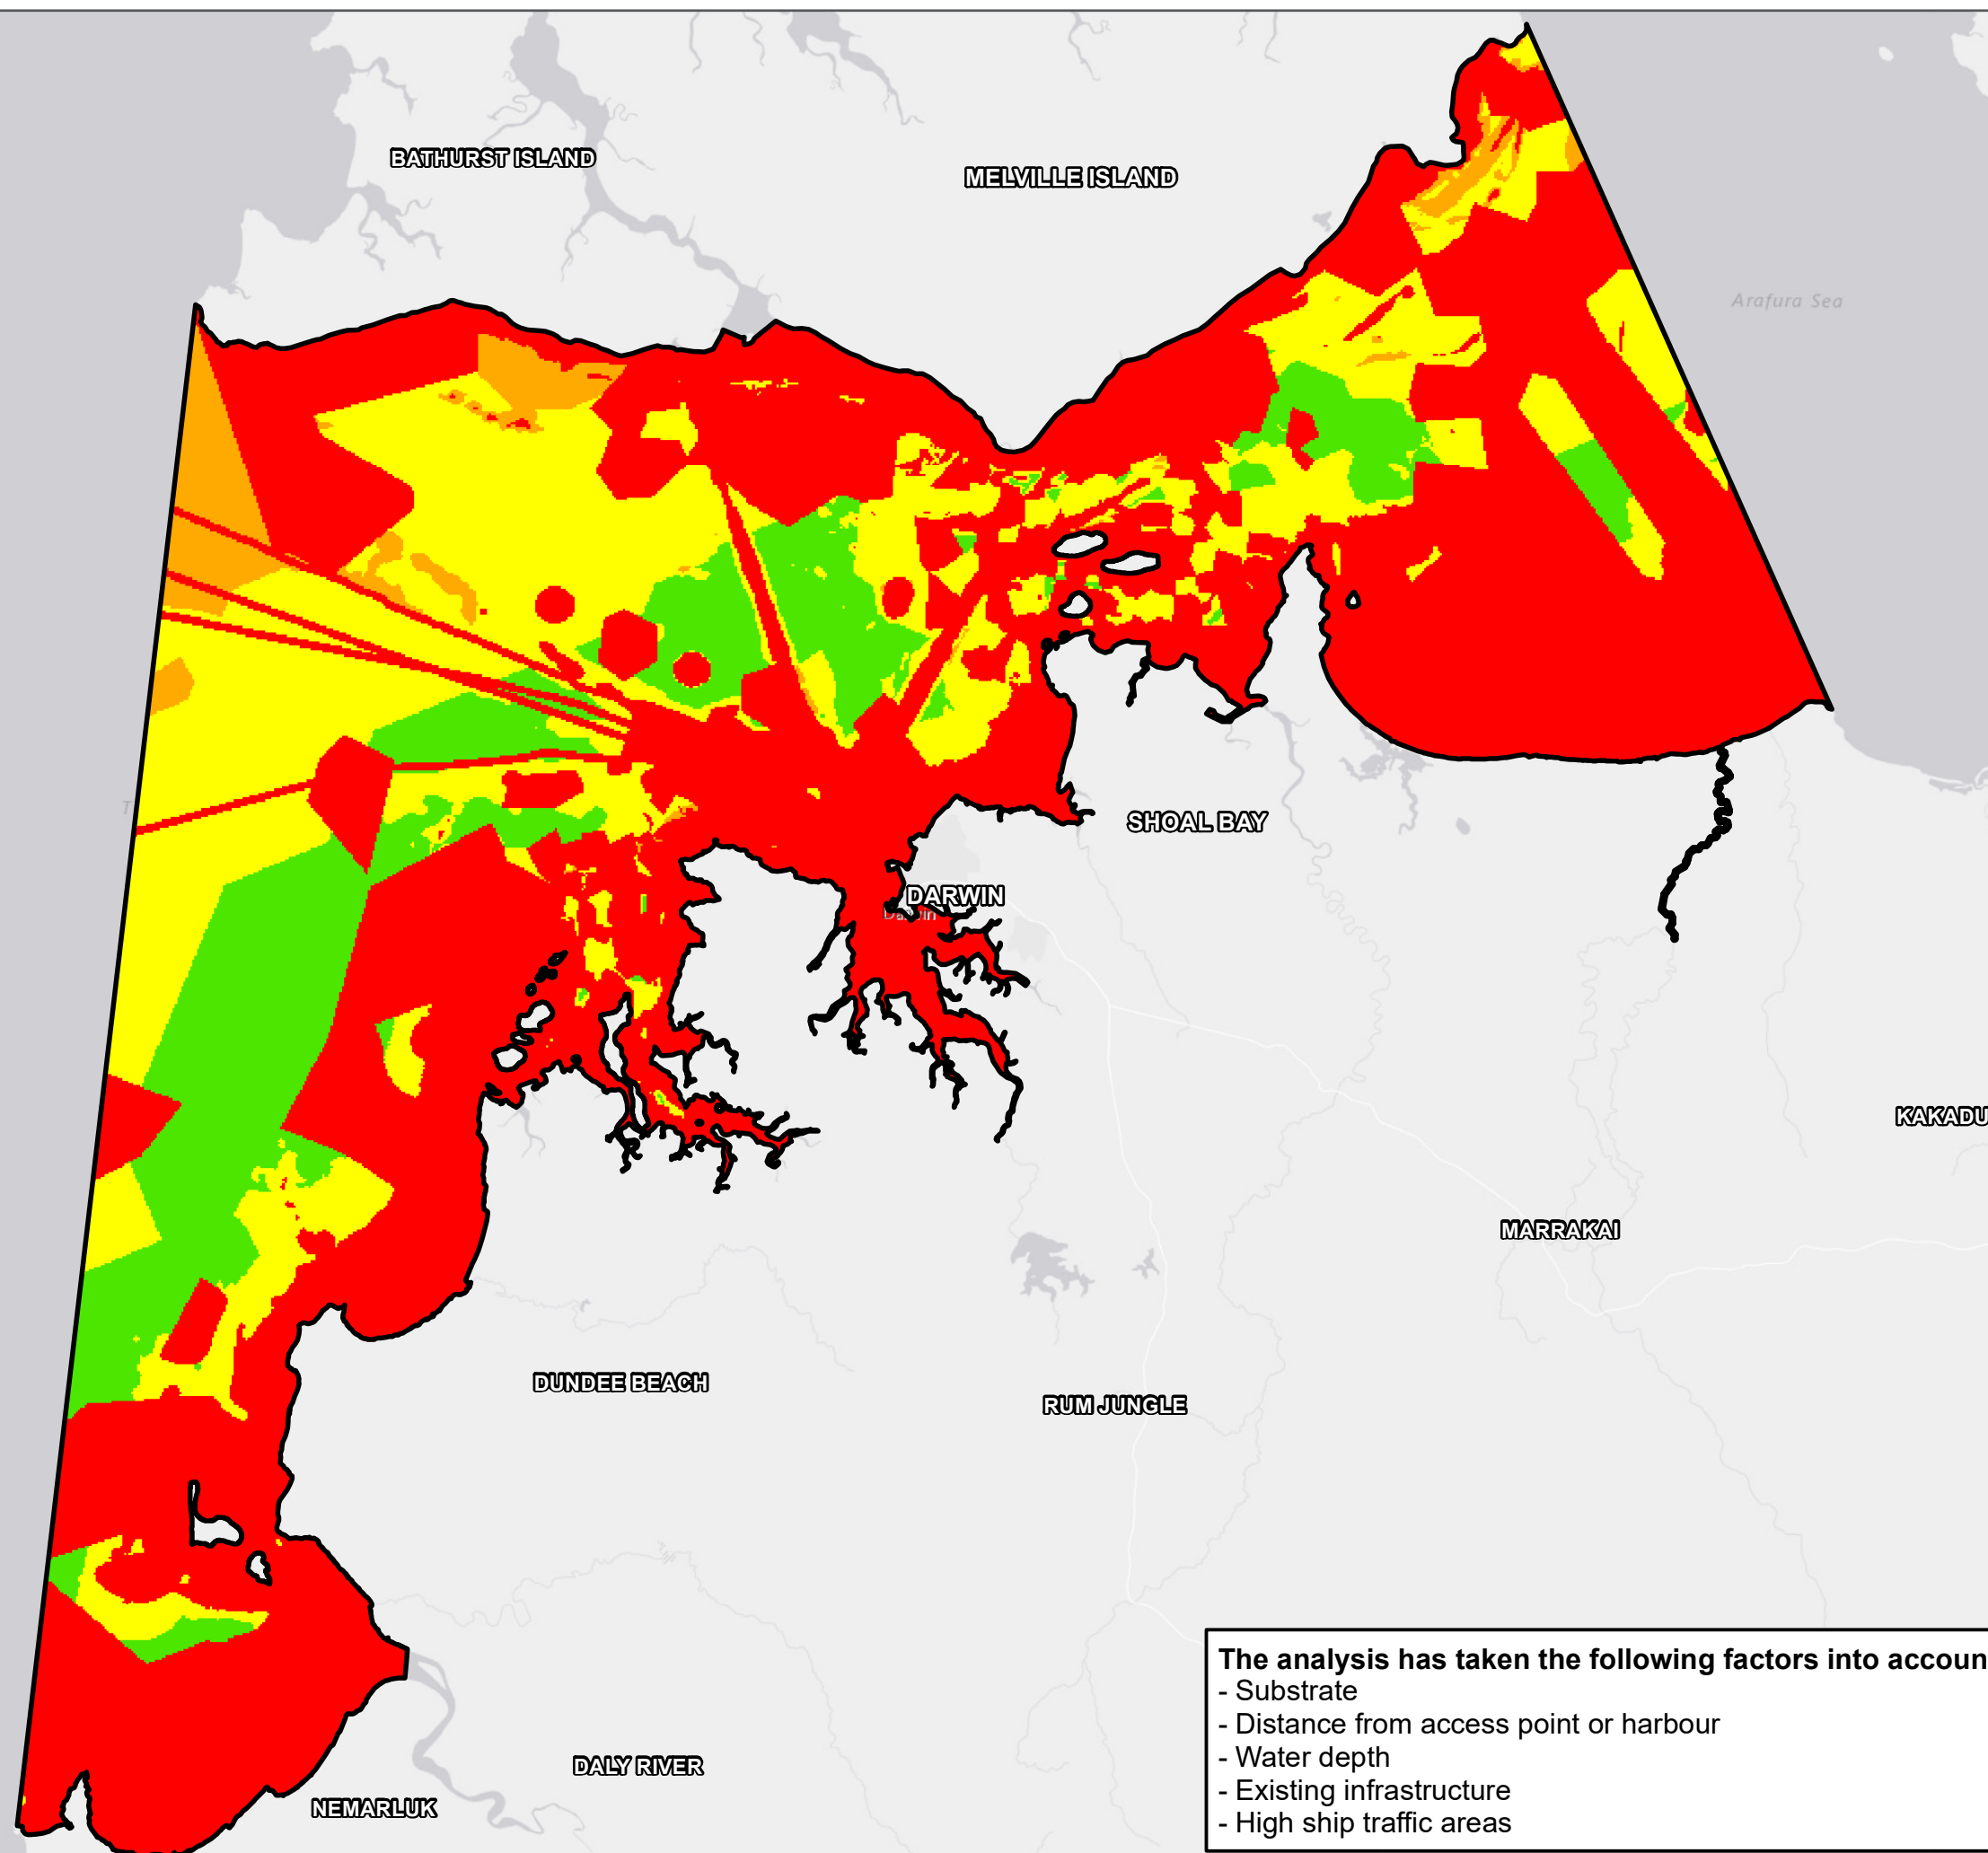 BATHURST ISLAND
MELVILLE ISLAND
Arafura Sea
T
SHOAL BAY
DARWIN
Darwin
KAKADU
MARRAKAI
DUNDEE BEACH
RUM JUNGLE
DALY RIVER
NEMARLUK
The analysis has taken the following factors into accoun
- Substrate
- Distance from access point or harbour
- Water depth
- Existing infrastructure
- High ship traffic areas